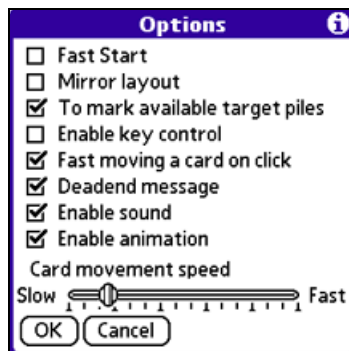 Options i
Fast Start
Mirror layout
To mark available target piles
Enable key control
Fast moving a card on click
Deadend message
Enable sound
Enable animation
Card movement speed
Slow Fast
OK Cancel